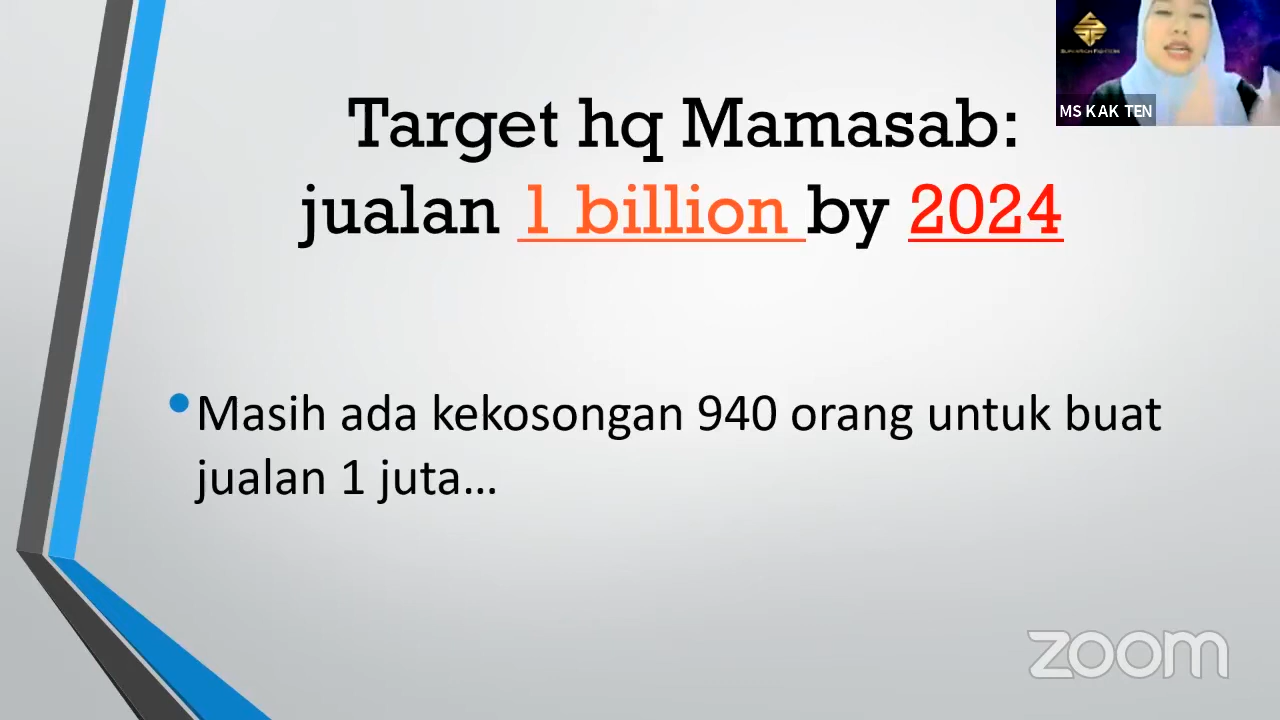 Target hq Mamasab:
jualan 1 billion by 2024
MS KAK TEN
Masih ada kekosongan 940 orang untuk buat
jualan 1 juta...
zoom